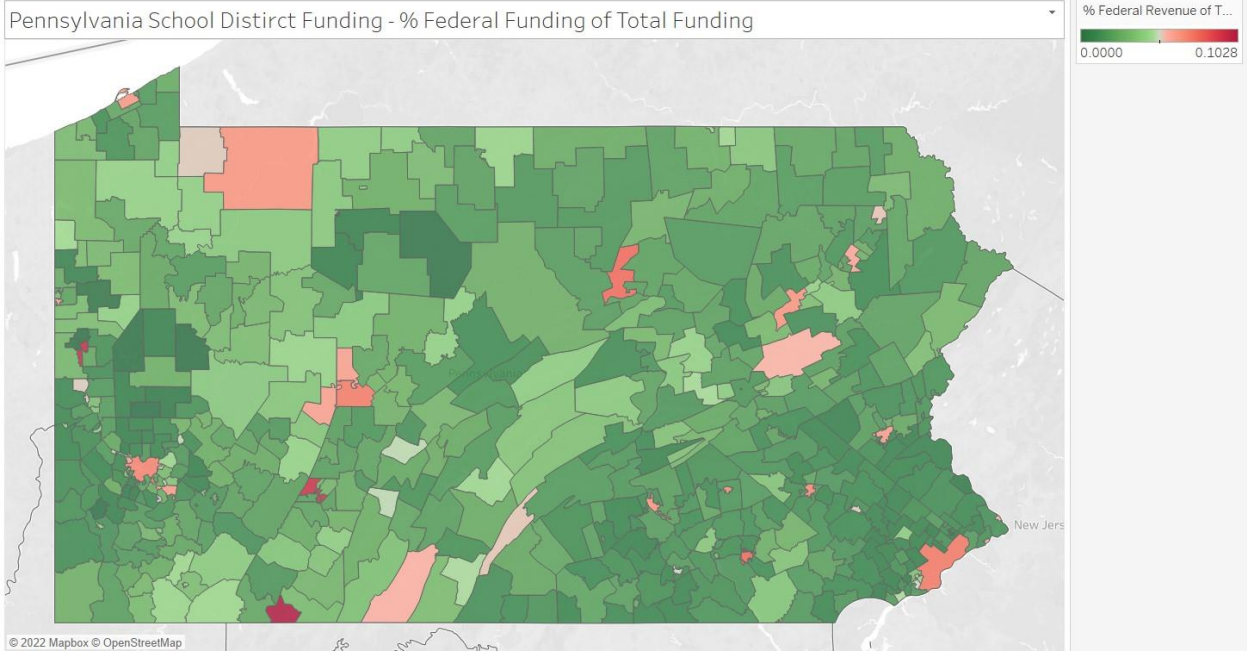 Pennsylvania School Distirct Funding - % Federal Funding of Total Funding
% Federal Revenue of T...
0.0000
0.1028
Pennsylvania
New Jers
© 2022 Mapbox © OpenStreetMap